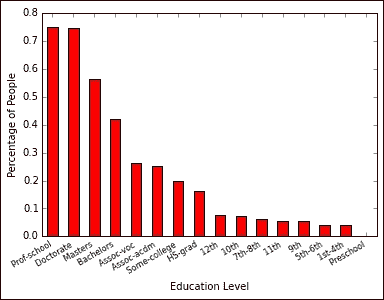 0.8
0.7
0.6
0.5
0.4
0.3
0.2
0.1
0.0
Percentage of People
Prof-school
Doctorate
Masters
Bachelors
Assoc-voc
Assoc-acdm
Some-college
HS-grad
12th
10th
7th-8th
11th
9th
5th-6th
1st-4th
Preschool
Education Level